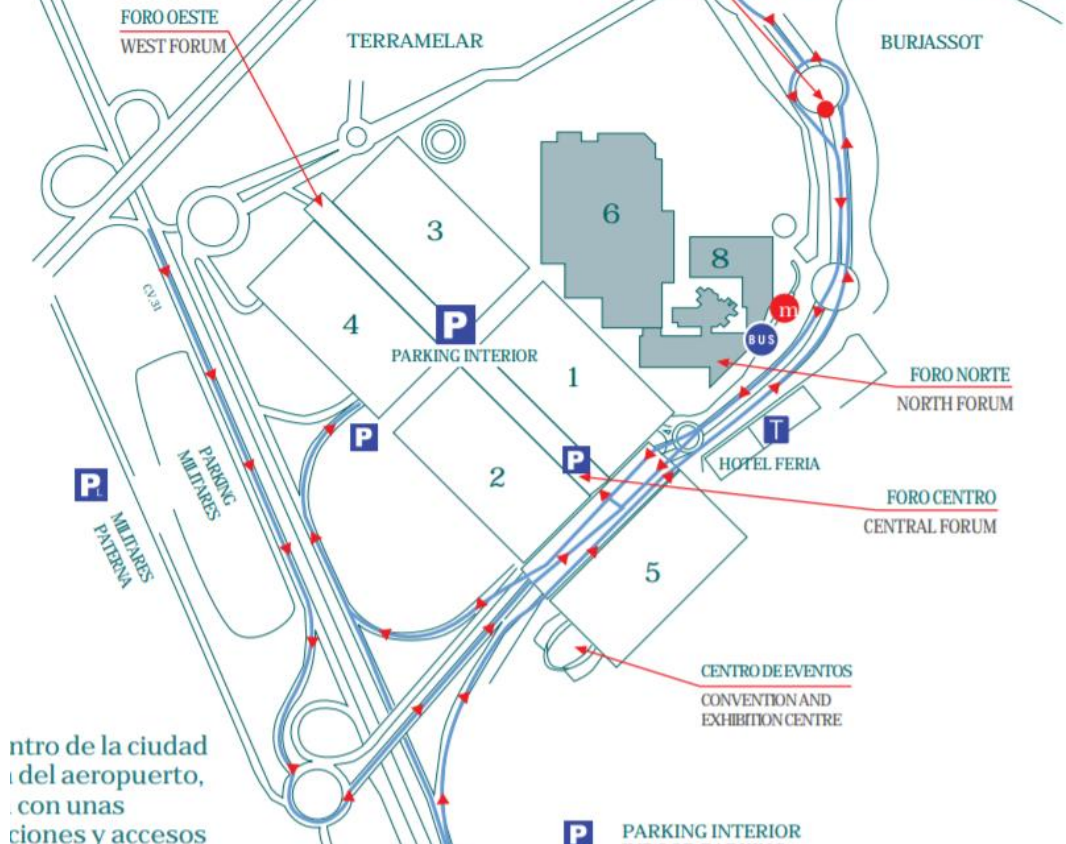 FORO OESTE
WEST FORUM
TERRAMELAR
BURJASSOT
3
6
8
C.V. 31
4
P
m
BUS
PARKING INTERIOR
1
FORO NORTE
NORTH FORUM
P
T
PARKING
MILITARES
2
P
HOTEL FERIA
PL
FORO CENTRO
CENTRAL FORUM
MILITARES
PATERNA
5
CENTRO DE EVENTOS
CONVENTION AND
EXHIBITION CENTRE
ntro de la ciudad
del aeropuerto,
. con unas
ciones y accesos
P PARKING INTERIOR